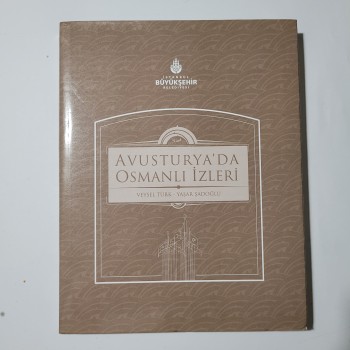 İSTANBUL
BÜYÜKŞEHİR
BELEDİYESİ
AVUSTURYA'DA
OSMANLI İZLERİ
VEYSEL TÜRK - YAŞAR ŞADOĞLU